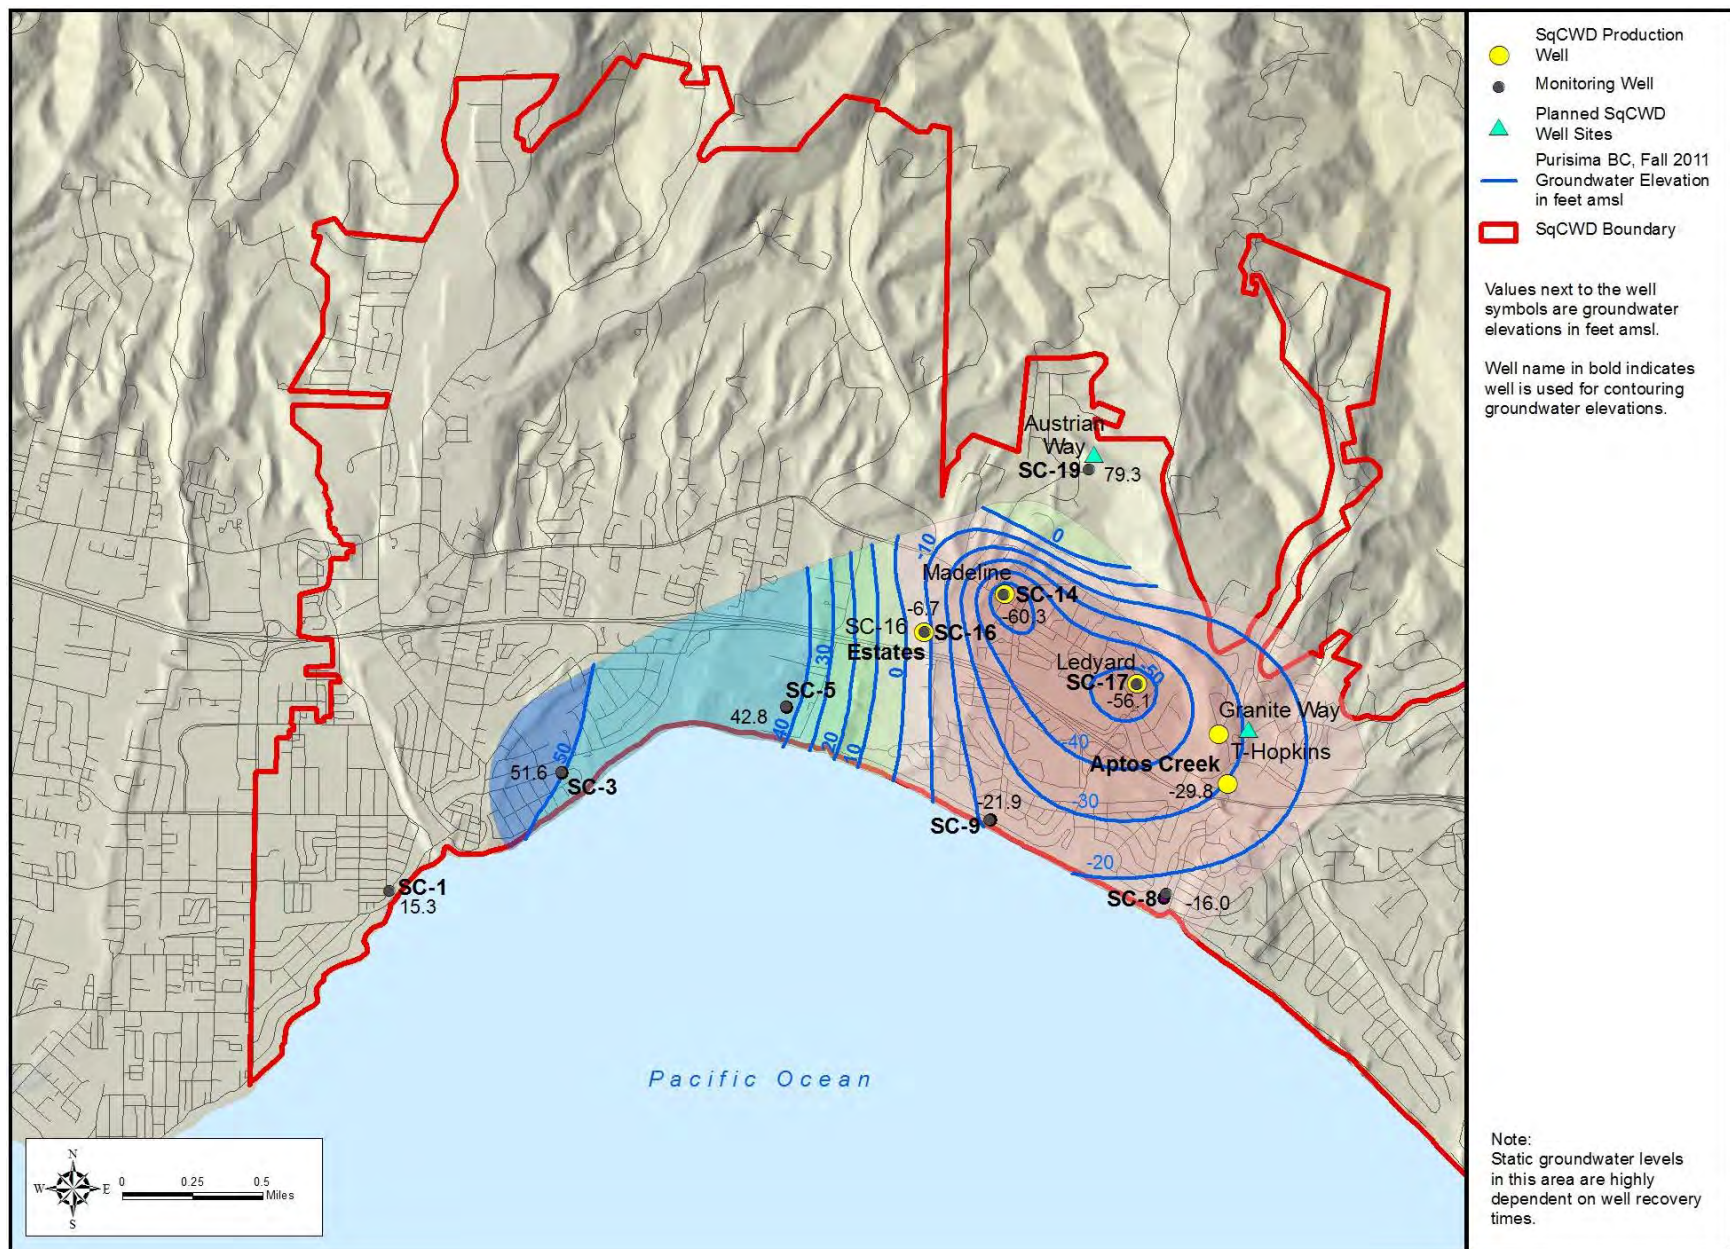 SqCWD Production
Well
Monitoring Well
Planned SqCWD
Well Sites
Purisima BC, Fall 2011
Groundwater Elevation
in feet amsl
SqCWD Boundary
Values next to the well
symbols are groundwater
elevations in feet amsl.
Well name in bold indicates
well is used for contouring
groundwater elevations.
Austrian
Way
SC-19
79.3
0
-10
Madeline
SC-14
-60.3
-6.7
SC-16
SC-16
Estates
30
0
Ledyard
SC-17
-50
-56.1
SC-5
42.8
40
20
10
Granite Way
T-Hopkins
-40
Aptos Creek
-29.8
50
51.6
SC-3
-30
-21.9
SC-9
-20
SC-8
-16.0
SC-1
15.3
Pacific Ocean
N
W
E
S
0
0.25
0.5
Miles
Note:
Static groundwater levels
in this area are highly
dependent on well recovery
times.